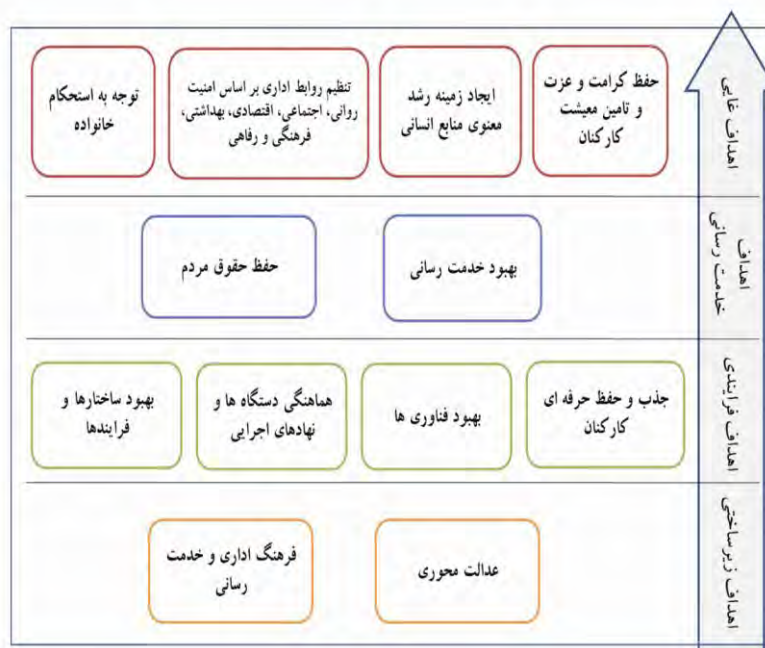 اهداف غایی
حفظ کرامت و عزت
و تامین معیشت
کارکنان
ایجاد زمینه رشد
معنوی منابع انسانی
تنظیم روابط اداری بر اساس امنیت
روانی، اجتماعی، اقتصادی، بهداشتی،
فرهنگی و رفاهی
توجه به استحکام
خانواده
اهداف
خدمت رسانی
بهبود خدمت رسانی
حفظ حقوق مردم
اهداف فرایندی
جذب و حفظ حرفه ای
کارکنان
بهبود فناوری ها
هماهنگی دستگاه ها و
نهادهای اجرایی
بهبود ساختارها و
فرایندها
اهداف زیرساختی
عدالت محوری
فرهنگ اداری و خدمت
رسانی